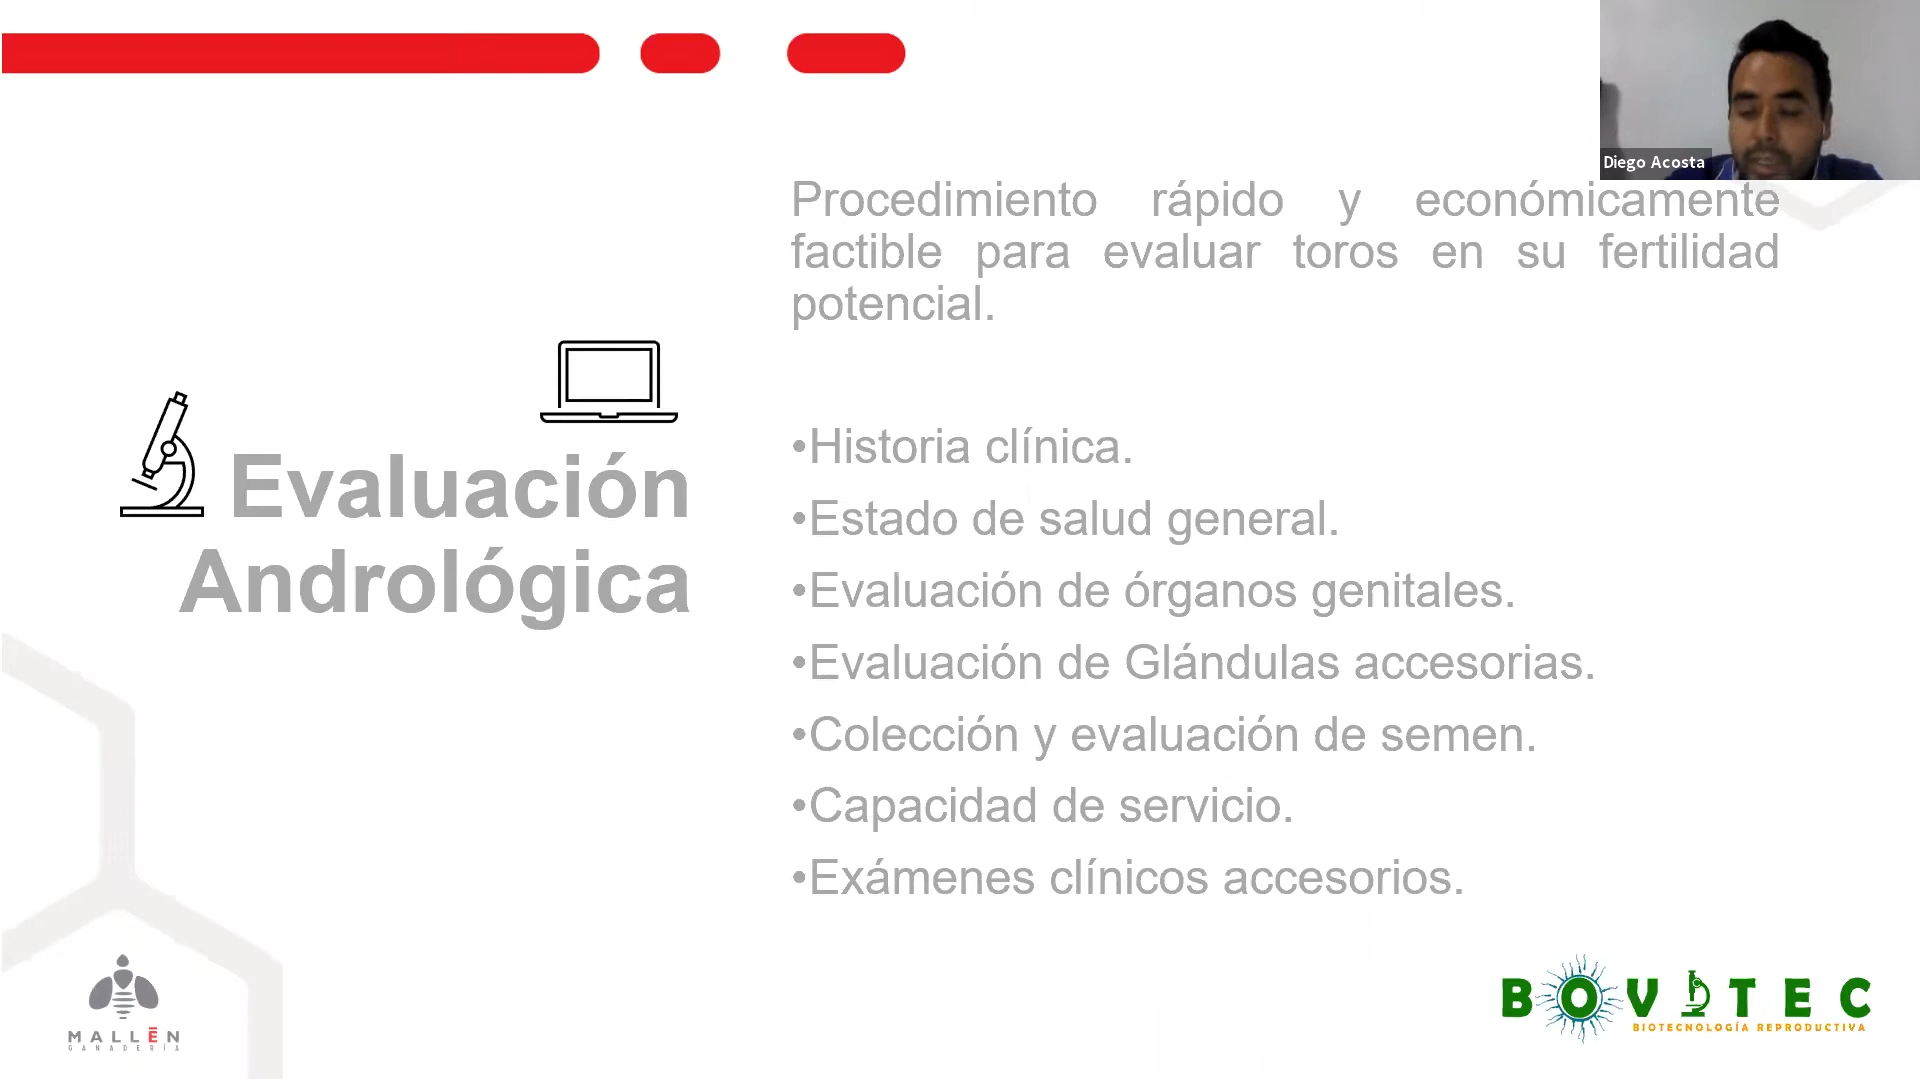 Diego Acosta
Procedimiento rápido y económicamente
factible para evaluar toros en su fertilidad
potencial.
Evaluación
Andrológica
•Historia clínica.
•Estado de salud general.
•Evaluación de órganos genitales.
•Evaluación de Glándulas accesorias.
•Colección y evaluación de semen.
•Capacidad de servicio.
•Exámenes clínicos accesorios.
MALLĒN
GANADERÍA
BOVITEC
BIOTECNOLOGÍA REPRODUCTIVA